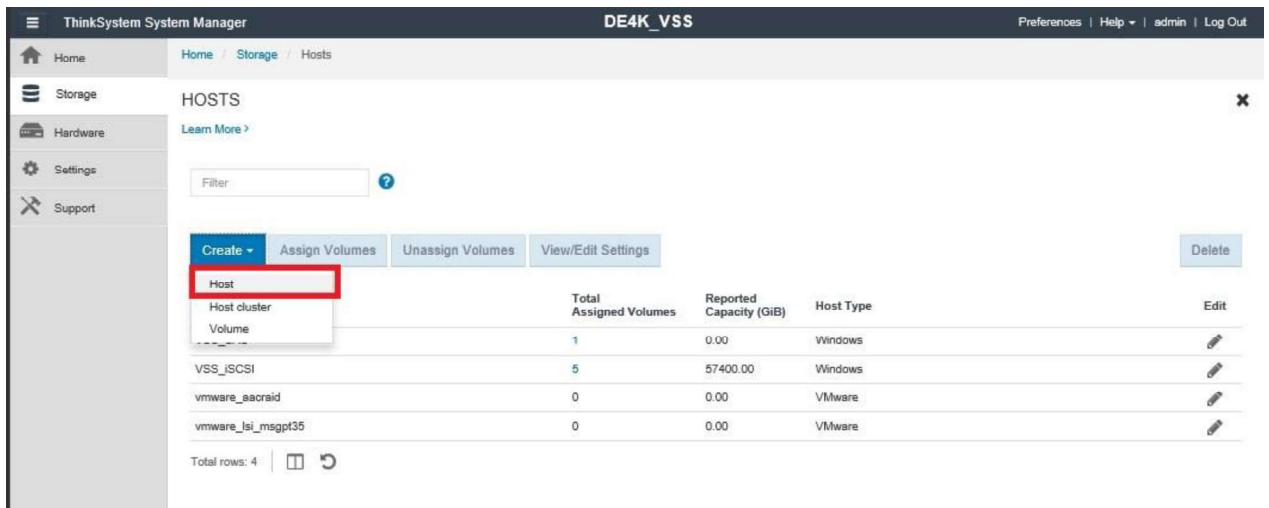 ThinkSystem System Manager DE4K_VSS Preferences | Help | admin | Log Out
Home Home / Storage / Hosts
Storage
HOSTS
Hardware Learn More >
Settings
Filter
Support
Create Assign Volumes Unassign Volumes View/Edit Settings Delete
Host
Host cluster
Volume
Total Assigned Volumes Reported Capacity (GiB) Host Type Edit
1 0.00 Windows
VSS_iSCSI 5 57400.00 Windows
vmware_aacraid 0 0.00 VMware
vmware_lsi_msgpt35 0 0.00 VMware
Total rows: 4